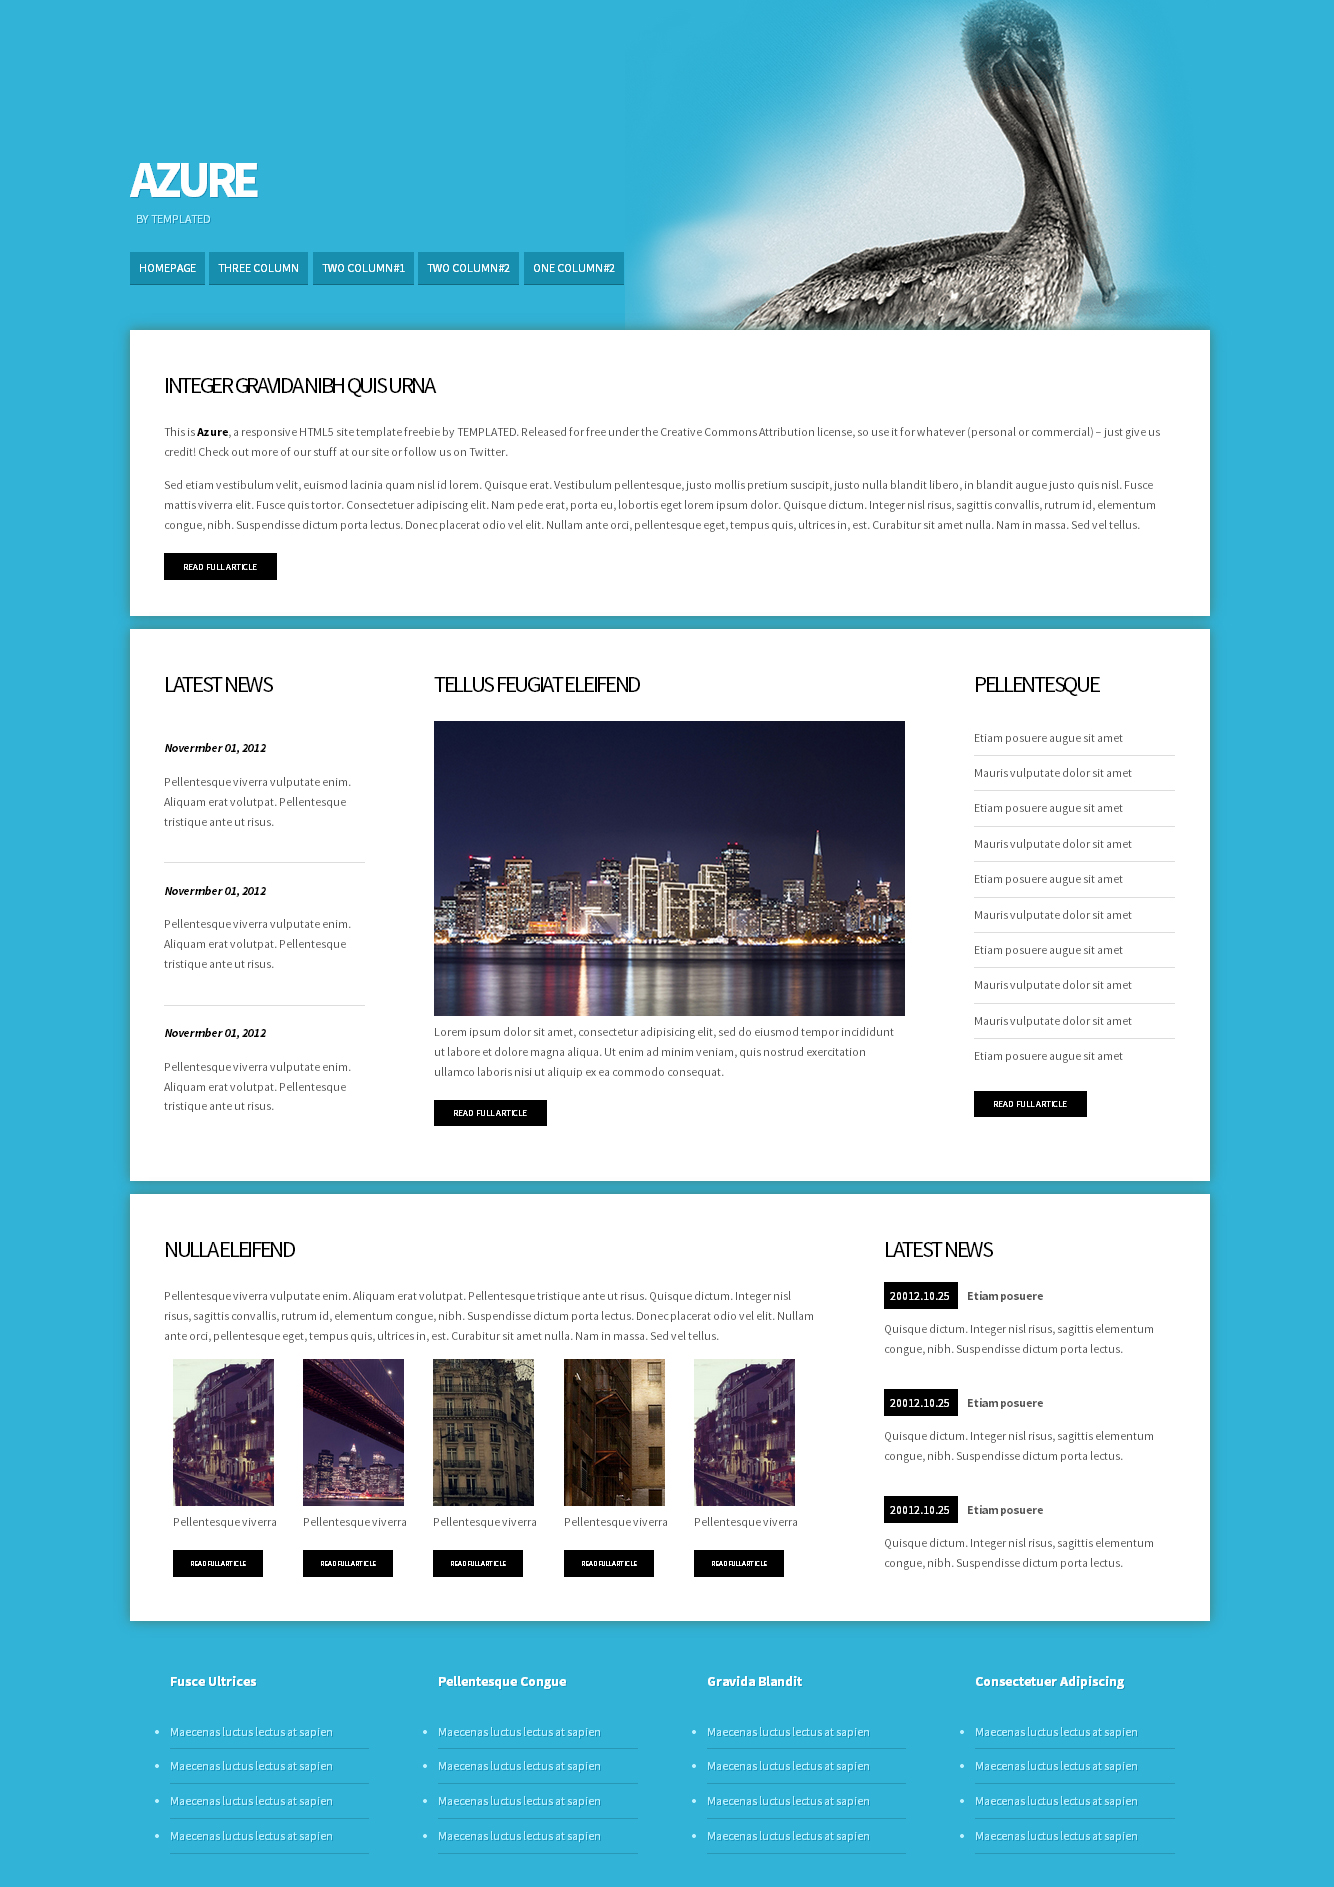 AZURE
BY TEMPLATED
HOMEPAGE
THREE COLUMN
TWO COLUMN#1
TWO COLUMN#2
ONE COLUMN#2
INTEGER GRAVIDA NIBH QUIS URNA
This is Azure, a responsive HTML5 site template freebie by TEMPLATED. Released for free under the Creative Commons Attribution license, so use it for whatever (personal or commercial) – just give us
credit! Check out more of our stuff at our site or follow us on Twitter.
Sed etiam vestibulum velit, euismod lacinia quam nisl id lorem. Quisque erat. Vestibulum pellentesque, justo mollis pretium suscipit, justo nulla blandit libero, in blandit augue justo quis nisl. Fusce
mattis viverra elit. Fusce quis tortor. Consectetuer adipiscing elit. Nam pede erat, porta eu, lobortis eget lorem ipsum dolor. Quisque dictum. Integer nisl risus, sagittis convallis, rutrum id, elementum
congue, nibh. Suspendisse dictum porta lectus. Donec placerat odio vel elit. Nullam ante orci, pellentesque eget, tempus quis, ultrices in, est. Curabitur sit amet nulla. Nam in massa. Sed vel tellus.
READ FULL ARTICLE
LATEST NEWS
November 01, 2012
Pellentesque viverra vulputate enim.
Aliquam erat volutpat. Pellentesque
tristique ante ut risus.
November 01, 2012
Pellentesque viverra vulputate enim.
Aliquam erat volutpat. Pellentesque
tristique ante ut risus.
November 01, 2012
Pellentesque viverra vulputate enim.
Aliquam erat volutpat. Pellentesque
tristique ante ut risus.
TELLUS FEUGIAT ELEIFEND
Lorem ipsum dolor sit amet, consectetur adipisicing elit, sed do eiusmod tempor incididunt
ut labore et dolore magna aliqua. Ut enim ad minim veniam, quis nostrud exercitation
ullamco laboris nisi ut aliquip ex ea commodo consequat.
READ FULL ARTICLE
PELLENTESQUE
Etiam posuere augue sit amet
Mauris vulputate dolor sit amet
Etiam posuere augue sit amet
Mauris vulputate dolor sit amet
Etiam posuere augue sit amet
Mauris vulputate dolor sit amet
Etiam posuere augue sit amet
Mauris vulputate dolor sit amet
Mauris vulputate dolor sit amet
Etiam posuere augue sit amet
READ FULL ARTICLE
NULLA ELEIFEND
Pellentesque viverra vulputate enim. Aliquam erat volutpat. Pellentesque tristique ante ut risus. Quisque dictum. Integer nisl
risus, sagittis convallis, rutrum id, elementum congue, nibh. Suspendisse dictum porta lectus. Donec placerat odio vel elit. Nullam
ante orci, pellentesque eget, tempus quis, ultrices in, est. Curabitur sit amet nulla. Nam in massa. Sed vel tellus.
Pellentesque viverra
READ FULL ARTICLE
Pellentesque viverra
READ FULL ARTICLE
Pellentesque viverra
READ FULL ARTICLE
Pellentesque viverra
READ FULL ARTICLE
Pellentesque viverra
READ FULL ARTICLE
LATEST NEWS
20012.10.25 Etiam posuere
Quisque dictum. Integer nisl risus, sagittis elementum
congue, nibh. Suspendisse dictum porta lectus.
20012.10.25 Etiam posuere
Quisque dictum. Integer nisl risus, sagittis elementum
congue, nibh. Suspendisse dictum porta lectus.
20012.10.25 Etiam posuere
Quisque dictum. Integer nisl risus, sagittis elementum
congue, nibh. Suspendisse dictum porta lectus.
Fusce Ultrices
Maecenas luctus lectus at sapien
Maecenas luctus lectus at sapien
Maecenas luctus lectus at sapien
Maecenas luctus lectus at sapien
Pellentesque Congue
Maecenas luctus lectus at sapien
Maecenas luctus lectus at sapien
Maecenas luctus lectus at sapien
Maecenas luctus lectus at sapien
Gravida Blandit
Maecenas luctus lectus at sapien
Maecenas luctus lectus at sapien
Maecenas luctus lectus at sapien
Maecenas luctus lectus at sapien
Consectetuer Adipiscing
Maecenas luctus lectus at sapien
Maecenas luctus lectus at sapien
Maecenas luctus lectus at sapien
Maecenas luctus lectus at sapien